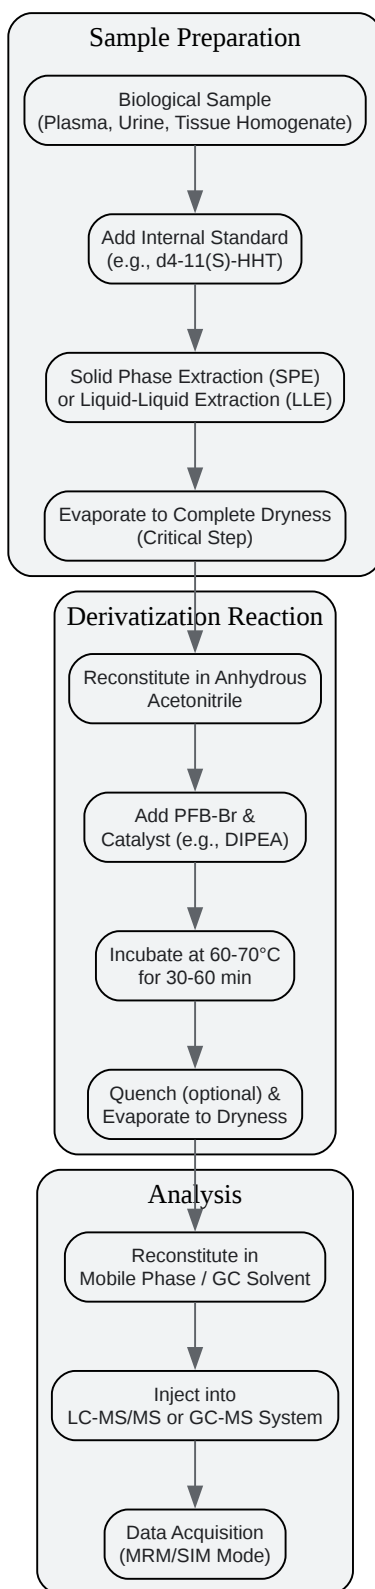 Sample Preparation
Biological Sample
(Plasma, Urine, Tissue Homogenate)
Add Internal Standard
(e.g., d4-11(S)-HHT)
Solid Phase Extraction (SPE)
or Liquid-Liquid Extraction (LLE)
Evaporate to Complete Dryness
(Critical Step)
Derivatization Reaction
Reconstitute in Anhydrous
Acetonitrile
Add PFB-Br &
Catalyst (e.g., DIPEA)
Incubate at 60-70°C
for 30-60 min
Quench (optional) &
Evaporate to Dryness
Analysis
Reconstitute in
Mobile Phase / GC Solvent
Inject into
LC-MS/MS or GC-MS System
Data Acquisition
(MRM/SIM Mode)